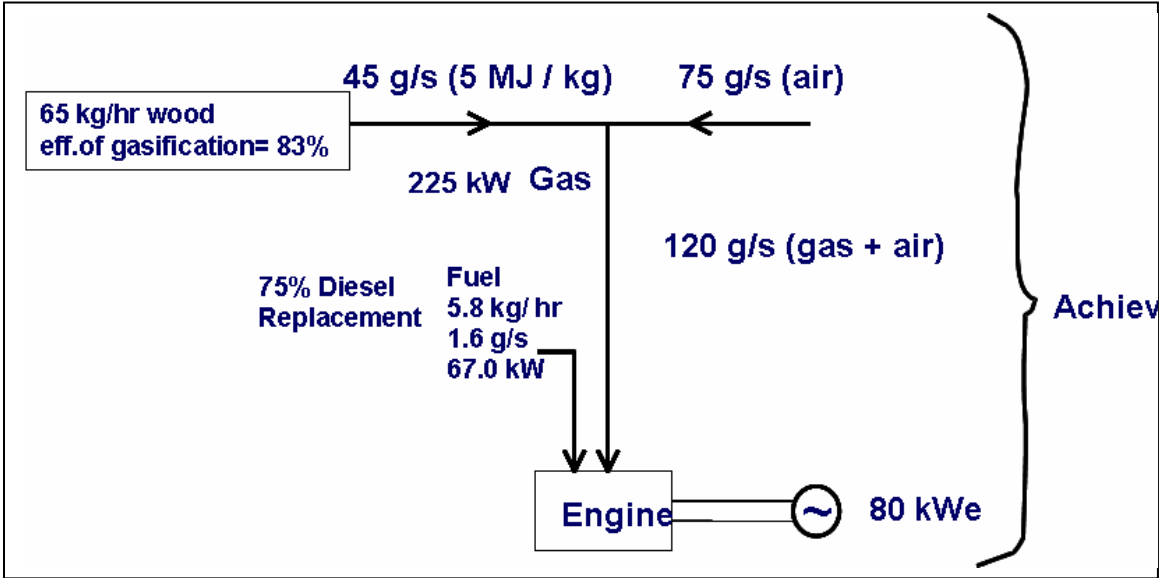 45 g/s (5 MJ / kg)
75 g/s (air)
65 kg/hr wood
eff.of gasification= 83%
225 kW Gas
120 g/s (gas + air)
75% Diesel
Replacement
Fuel
5.8 kg/ hr
1.6 g/s
67.0 kW
Achiev
Engine
~
80 kWe